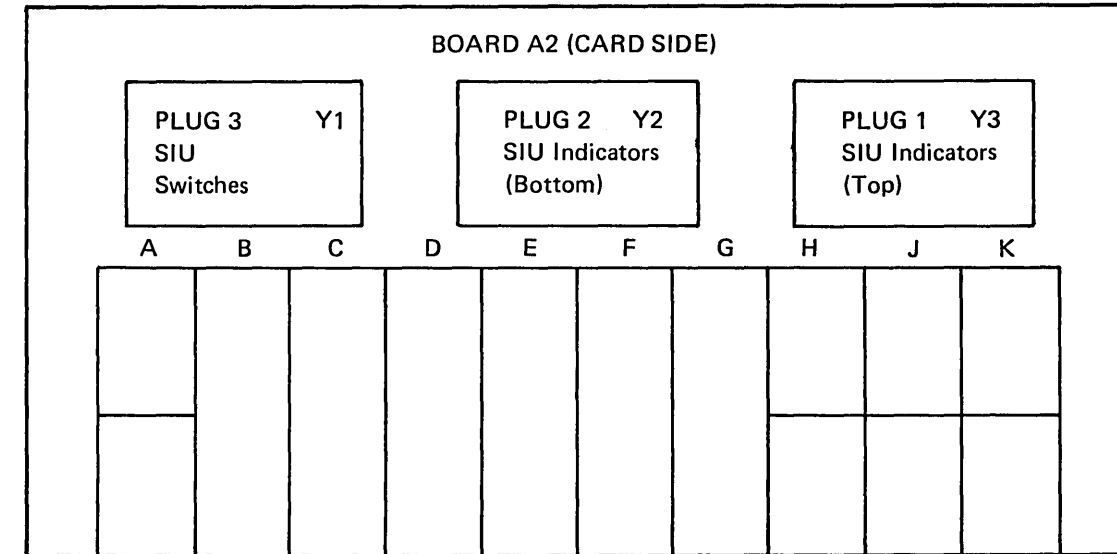 BOARD A2 (CARD SIDE)
PLUG 3 Y1
SIU
Switches
PLUG 2 Y2
SIU Indicators
(Bottom)
PLUG 1 Y3
SIU Indicators
(Top)
A B C D E F G H J K